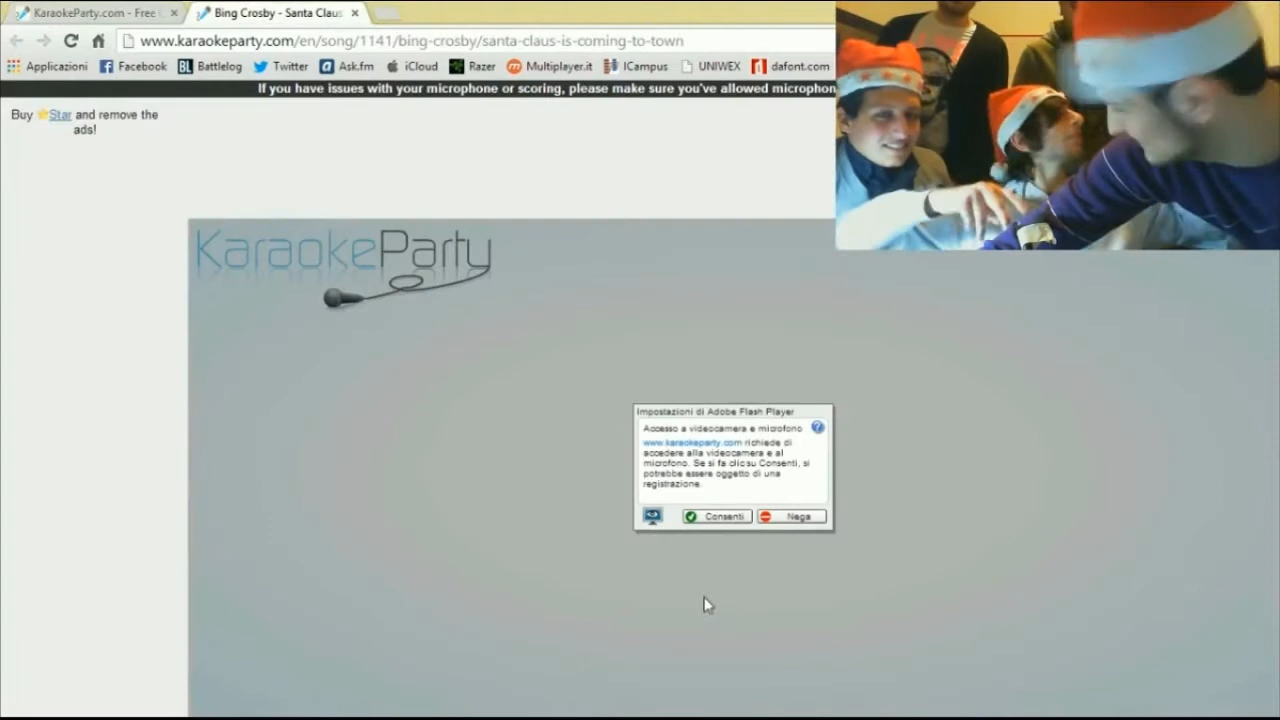 KaraokeParty.com - Free
Bing Crosby - Santa Claus
www.karaokeparty.com/en/song/1141/bing-crosby/santa-claus-is-coming-to-town
Applicazioni Facebook Battlelog Twitter Ask.fm iCloud Razer Multiplayer.it ICampus UNIWEX dafont.com
If you have issues with your microphone or scoring, please make sure you've allowed microphon
Buy Star and remove the
ads!
KaraokeParty
Impostazioni di Adobe Flash Player
Accesso a videocamera e microfono
www.karaokeparty.com richiede di
accedere alla videocamera e al
microfono. Se si fa clic su Consenti, si
potrebbe essere oggetto di una
registrazione.
Consenti Nega